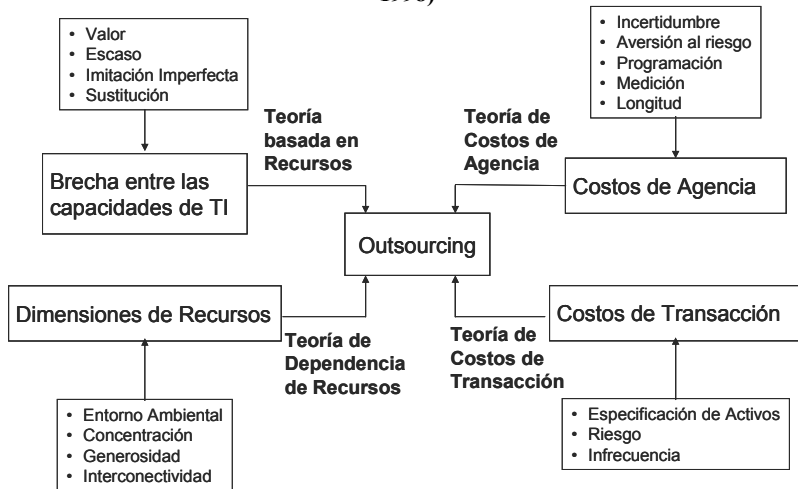 • Valor
• Escaso
• Imitación Imperfecta
• Sustitución
• Incertidumbre
• Aversión al riesgo
• Programación
• Medición
• Longitud
Teoría
basada en
Recursos
Teoría de
Costos de
Agencia
Brecha entre las
capacidades de TI
Costos de Agencia
Outsourcing
Dimensiones de Recursos
Costos de Transacción
Teoría de
Dependencia
de Recursos
Teoría de
Costos de
Transacción
• Entorno Ambiental
• Concentración
• Generosidad
• Interconectividad
• Especificación de Activos
• Riesgo
• Infrecuencia